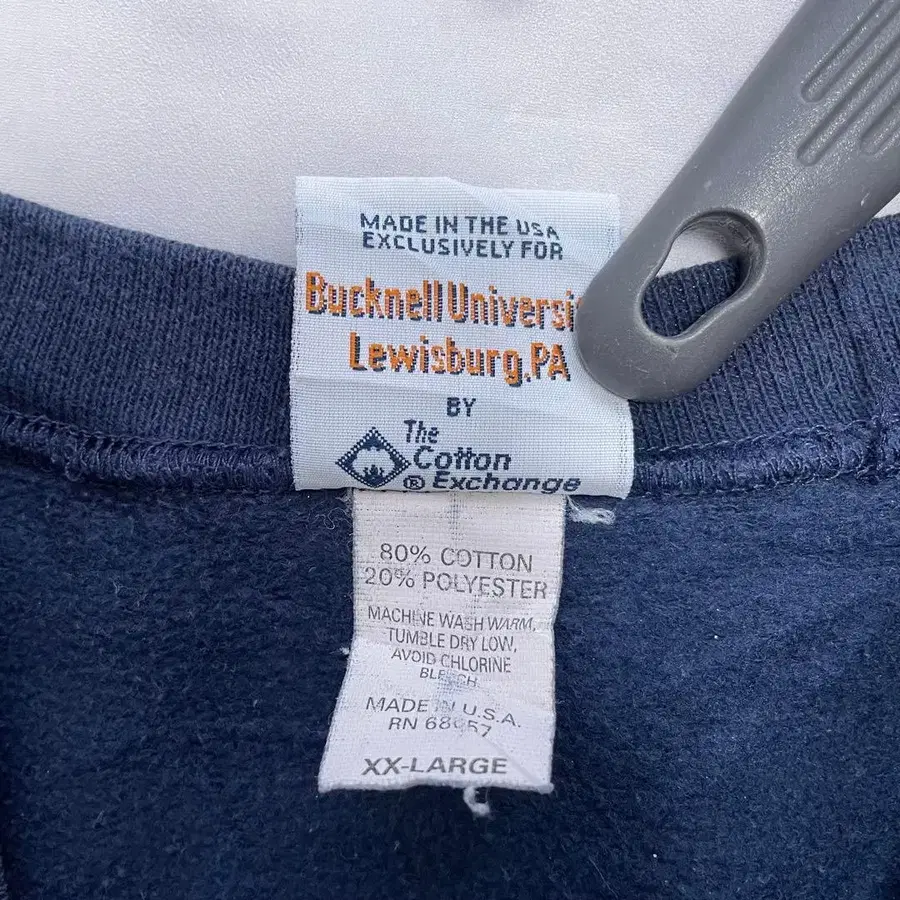 MADE IN THE USA
EXCLUSIVELY FOR
Bucknell
Lewisburg,PA
BY
The
Cotton
® Exchange
80% COTTON
20% POLYESTER
MACHINE WASH WARM,
TUMBLE DRY LOW,
AVOID CHLORINE
BLEACH
MADE IN U.S.A.
RN
XX-LARGE